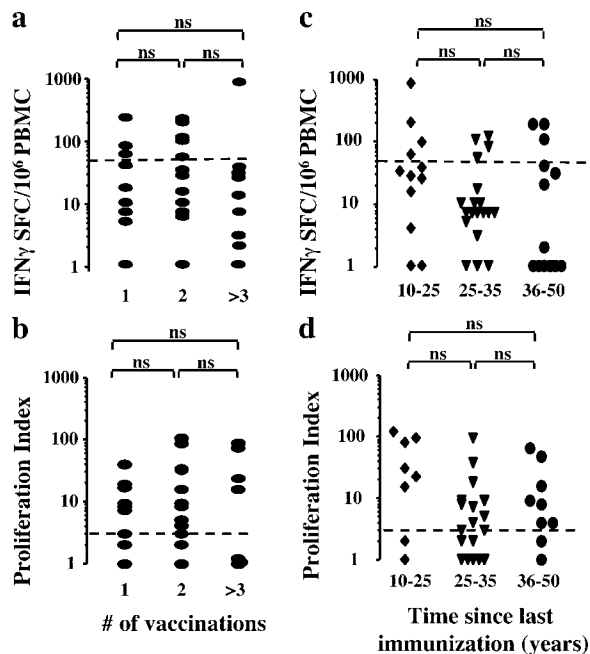 a
ns
ns
ns
IFNγ SFC/10⁶ PBMC
1000
100
10
1
1
2
>3
b
ns
ns
ns
Proliferation Index
1000
100
10
1
1
2
>3
# of vaccinations
c
ns
ns
ns
IFNγ SFC/10⁶ PBMC
1000
100
10
1
10-25
25-35
36-50
d
ns
ns
ns
Proliferation Index
1000
100
10
1
10-25
25-35
36-50
Time since last
immunization (years)